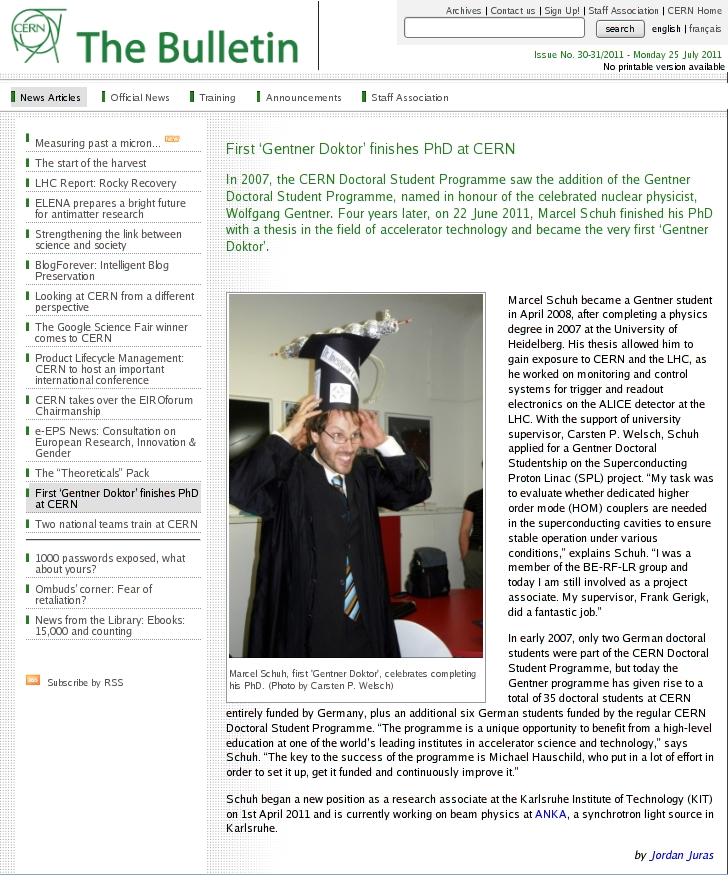 Archives | Contact us | Sign Up! | Staff Association | CERN Home
CERN
The Bulletin
search
english | français
Issue No. 30-31/2011 - Monday 25 July 2011
No printable version available
News Articles
Official News
Training
Announcements
Staff Association
Measuring past a micron...
NEW
The start of the harvest
LHC Report: Rocky Recovery
ELENA prepares a bright future
for antimatter research
Strengthening the link between
science and society
BlogForever: Intelligent Blog
Preservation
Looking at CERN from a different
perspective
The Google Science Fair winner
comes to CERN
Product Lifecycle Management:
CERN to host an important
international conference
CERN takes over the EIROforum
Chairmanship
e-EPS News: Consultation on
European Research, Innovation &
Gender
The “Theoreticals” Pack
First ‘Gentner Doktor’ finishes PhD
at CERN
Two national teams train at CERN
1000 passwords exposed, what
about yours?
Ombuds' corner: Fear of
retaliation?
News from the Library: Ebooks:
15,000 and counting
RSS
Subscribe by RSS
First ‘Gentner Doktor’ finishes PhD at CERN
In 2007, the CERN Doctoral Student Programme saw the addition of the Gentner
Doctoral Student Programme, named in honour of the celebrated nuclear physicist,
Wolfgang Gentner. Four years later, on 22 June 2011, Marcel Schuh finished his PhD
with a thesis in the field of accelerator technology and became the very first ‘Gentner
Doktor’.
Marcel Schuh, first 'Gentner Doktor', celebrates completing
his PhD. (Photo by Carsten P. Welsch)
Marcel Schuh became a Gentner student
in April 2008, after completing a physics
degree in 2007 at the University of
Heidelberg. His thesis allowed him to
gain exposure to CERN and the LHC, as
he worked on monitoring and control
systems for trigger and readout
electronics on the ALICE detector at the
LHC. With the support of university
supervisor, Carsten P. Welsch, Schuh
applied for a Gentner Doctoral
Studentship on the Superconducting
Proton Linac (SPL) project. “My task was
to evaluate whether dedicated higher
order mode (HOM) couplers are needed
in the superconducting cavities to ensure
stable operation under various
conditions,” explains Schuh. “I was a
member of the BE-RF-LR group and
today I am still involved as a project
associate. My supervisor, Frank Gerigk,
did a fantastic job.”
In early 2007, only two German doctoral
students were part of the CERN Doctoral
Student Programme, but today the
Gentner programme has given rise to a
total of 35 doctoral students at CERN
entirely funded by Germany, plus an additional six German students funded by the regular CERN
Doctoral Student Programme. “The programme is a unique opportunity to benefit from a high-level
education at one of the world’s leading institutes in accelerator science and technology,” says
Schuh. “The key to the success of the programme is Michael Hauschild, who put in a lot of effort in
order to set it up, get it funded and continuously improve it.”
Schuh began a new position as a research associate at the Karlsruhe Institute of Technology (KIT)
on 1st April 2011 and is currently working on beam physics at ANKA, a synchrotron light source in
Karlsruhe.
by Jordan Juras